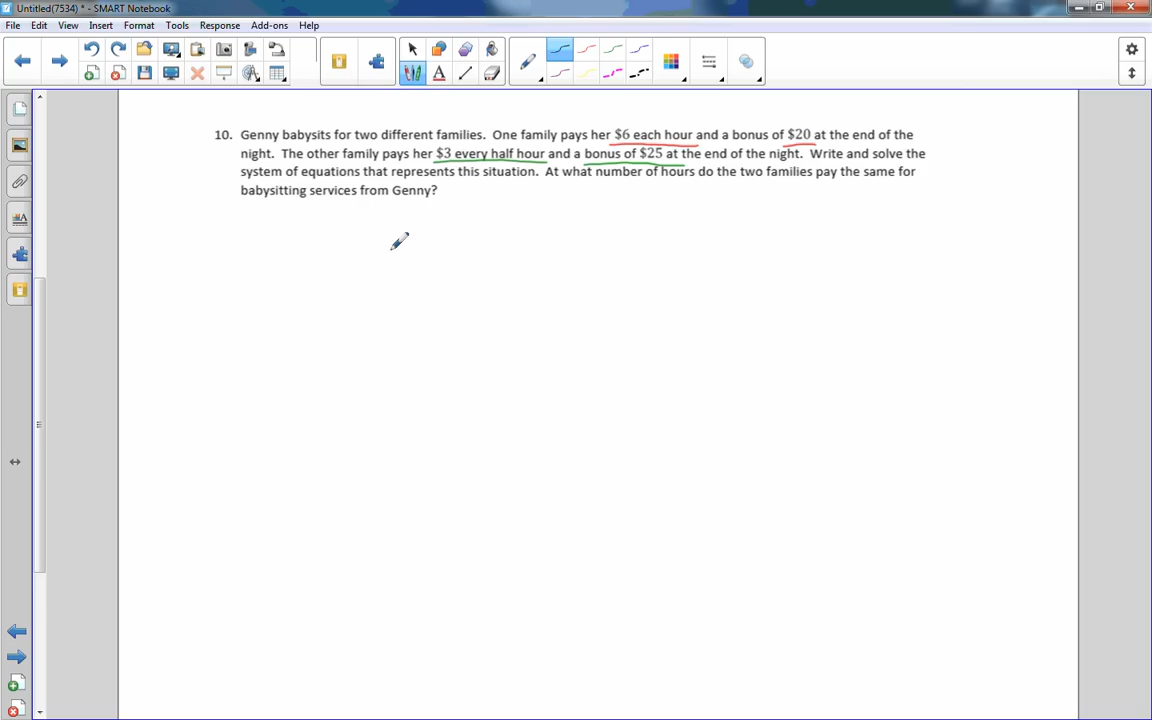 Untitled(7534) * - SMART Notebook
File Edit View Insert Format Tools Response Add-ons Help
10. Genny babysits for two different families. One family pays her $6 each hour and a bonus of $20 at the end of the
night. The other family pays her $3 every half hour and a bonus of $25 at the end of the night. Write and solve the
system of equations that represents this situation. At what number of hours do the two families pay the same for
babysitting services from Genny?